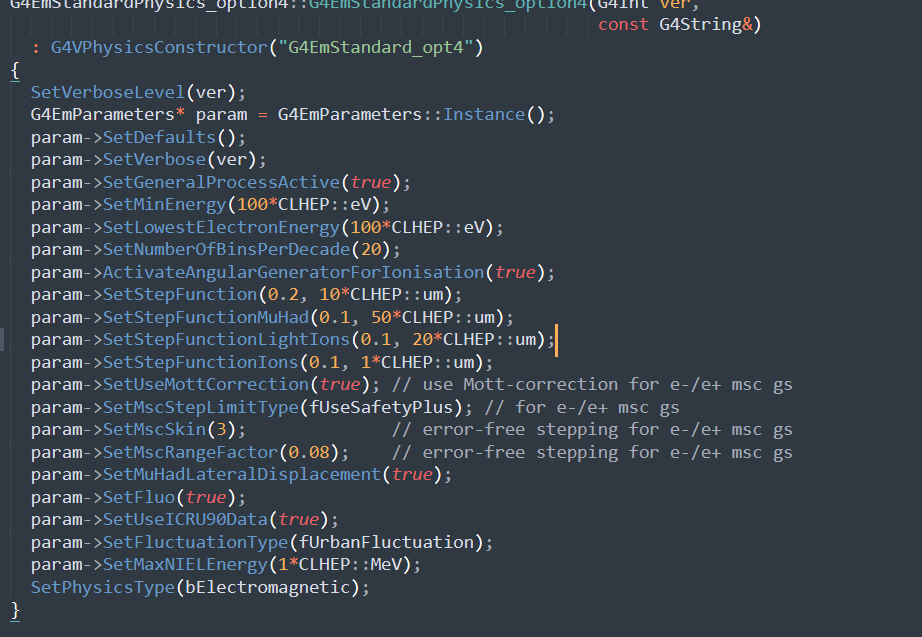 G4EmStandardPhysics_option4::G4EmStandardPhysics_option4(G4int ver,
                                                         const G4String&)
  : G4VPhysicsConstructor("G4EmStandard_opt4")
{
  SetVerboseLevel(ver);
  G4EmParameters* param = G4EmParameters::Instance();
  param->SetDefaults();
  param->SetVerbose(ver);
  param->SetGeneralProcessActive(true);
  param->SetMinEnergy(100*CLHEP::eV);
  param->SetLowestElectronEnergy(100*CLHEP::eV);
  param->SetNumberOfBinsPerDecade(20);
  param->ActivateAngularGeneratorForIonisation(true);
  param->SetStepFunction(0.2, 10*CLHEP::um);
  param->SetStepFunctionMuHad(0.1, 50*CLHEP::um);
  param->SetStepFunctionLightIons(0.1, 20*CLHEP::um);
  param->SetStepFunctionIons(0.1, 1*CLHEP::um);
  param->SetUseMottCorrection(true); // use Mott-correction for e-/e+ msc gs
  param->SetMscStepLimitType(fUseSafetyPlus); // for e-/e+ msc gs
  param->SetMscSkin(3);              // error-free stepping for e-/e+ msc gs
  param->SetMscRangeFactor(0.08);    // error-free stepping for e-/e+ msc gs
  param->SetMuHadLateralDisplacement(true);
  param->SetFluo(true);
  param->SetUseICRU90Data(true);
  param->SetFluctuationType(fUrbanFluctuation);
  param->SetMaxNIELEnergy(1*CLHEP::MeV);
  SetPhysicsType(bElectromagnetic);
}